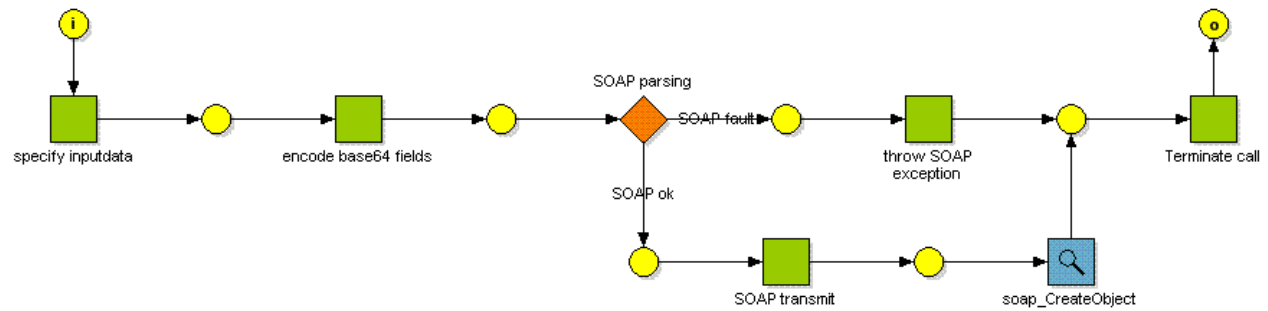 i
o
SOAP parsing
SOAP fault
specify inputdata
encode base64 fields
throw SOAP
exception
Terminate call
SOAP ok
SOAP transmit
soap_CreateObject